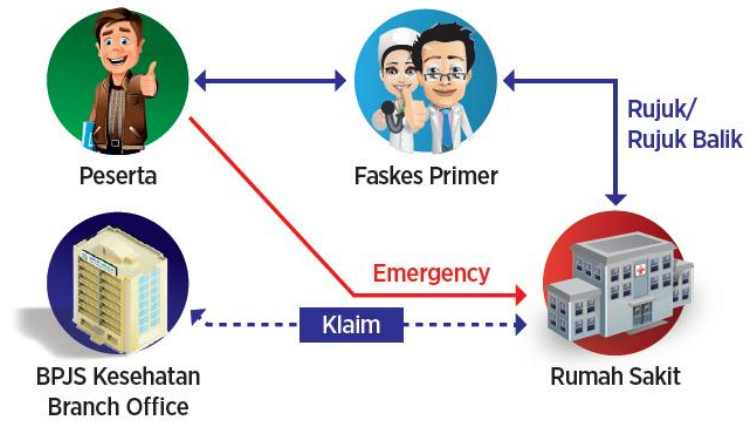 Peserta
Faskes Primer
Rujuk/
Rujuk Balik
Emergency
Klaim
BPJS Kesehatan
Branch Office
Rumah Sakit